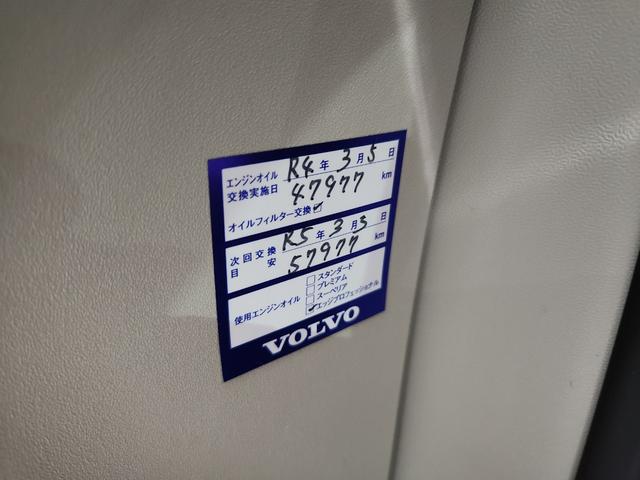 エンジンオイル R4年 3月 5日
交換実施日 47977 km
オイルフィルター交換 ✓
次回交換 R5年 3月 5日
目安 57977 km
スタンダード
プレミアム
使用エンジンオイル スーペリア
✓エッジプロフェッショナル
VOLVO